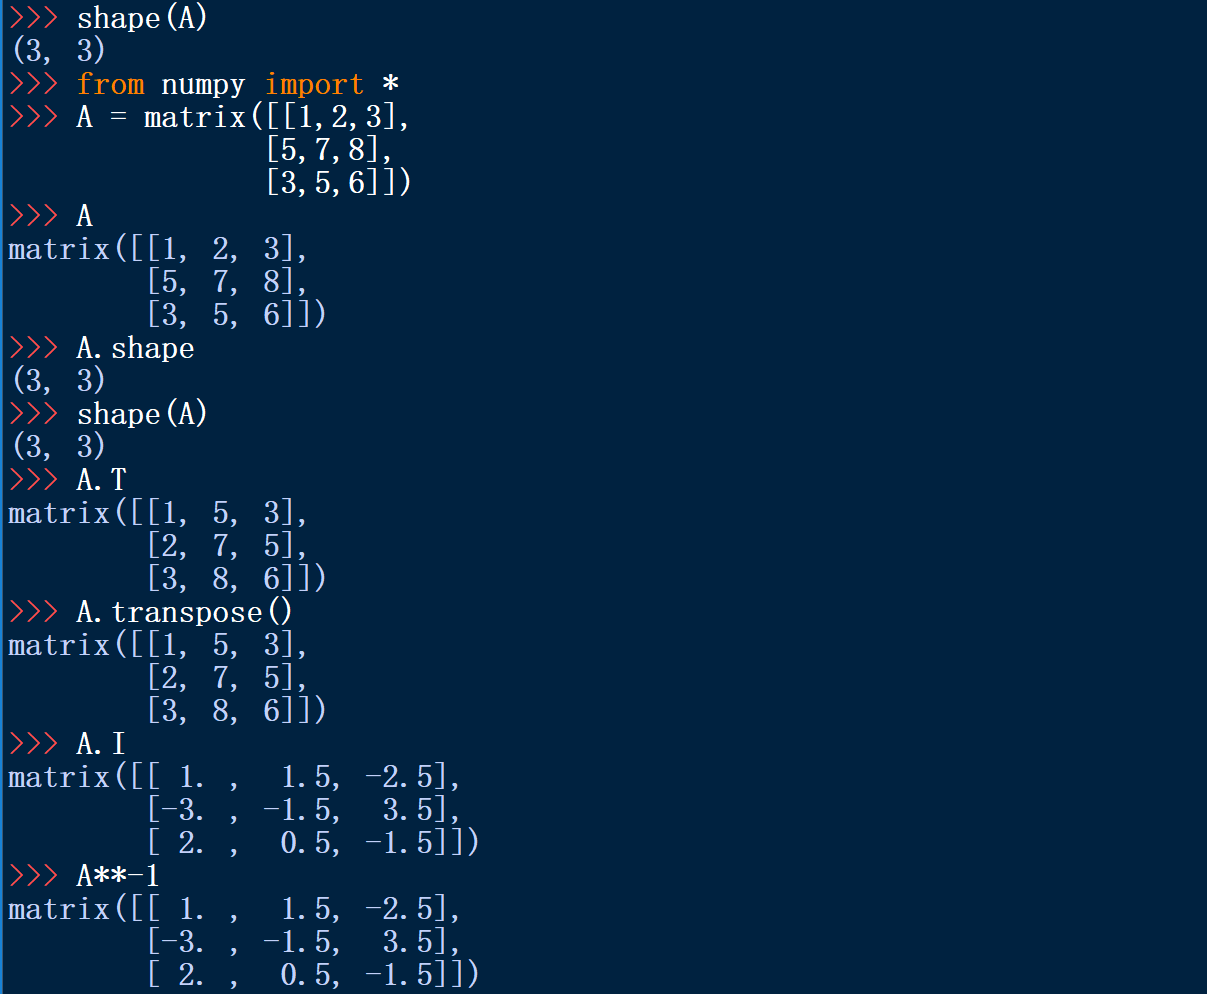 >>> shape(A)
(3, 3)
>>> from numpy import *
>>> A = matrix([[1,2,3],
                [5,7,8],
                [3,5,6]])
>>> A
matrix([[1, 2, 3],
        [5, 7, 8],
        [3, 5, 6]])
>>> A.shape
(3, 3)
>>> shape(A)
(3, 3)
>>> A.T
matrix([[1, 5, 3],
        [2, 7, 5],
        [3, 8, 6]])
>>> A.transpose()
matrix([[1, 5, 3],
        [2, 7, 5],
        [3, 8, 6]])
>>> A.I
matrix([[ 1. ,  1.5, -2.5],
        [-3. , -1.5,  3.5],
        [ 2. ,  0.5, -1.5]])
>>> A**-1
matrix([[ 1. ,  1.5, -2.5],
        [-3. , -1.5,  3.5],
        [ 2. ,  0.5, -1.5]])